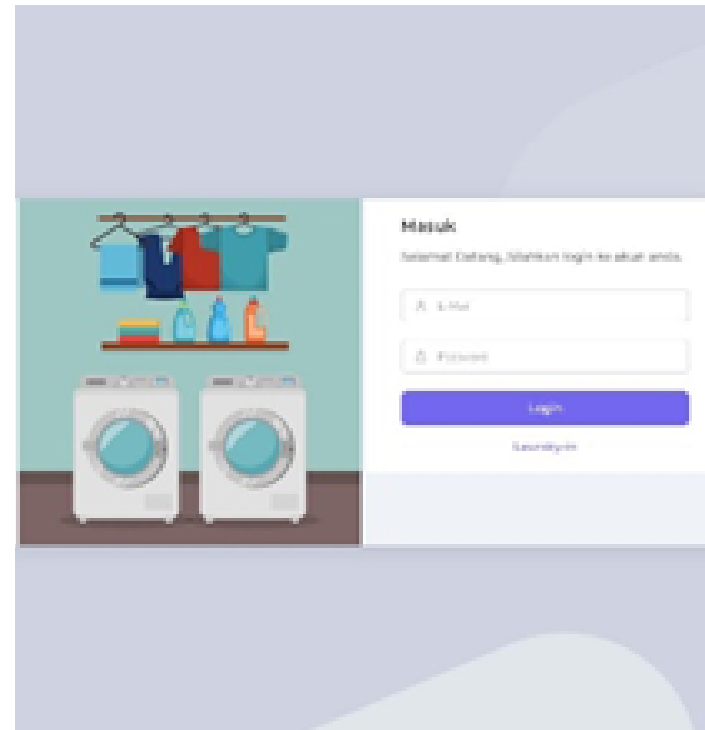 Masuk
Selamat Datang, Silahkan login ke akun anda.
E-Mail
Password
Login
Laundry-in